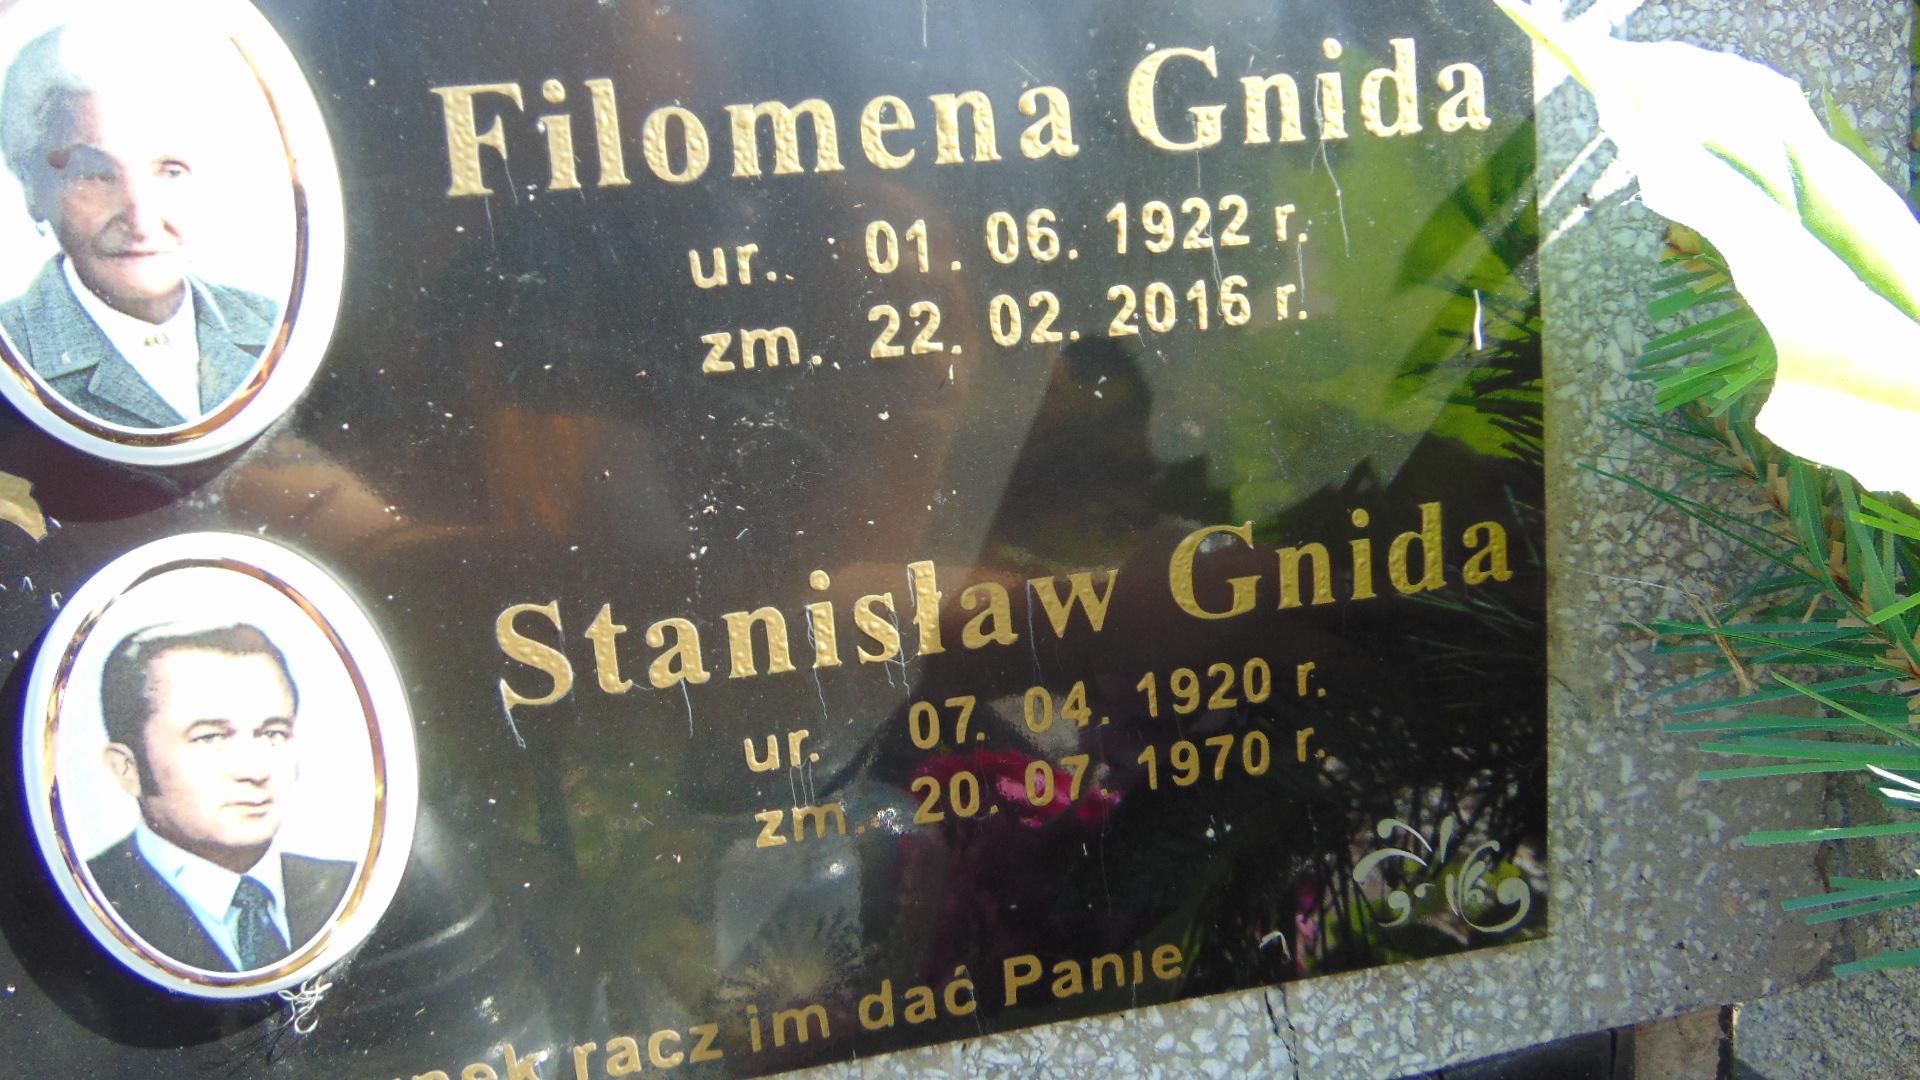 Filomena Gnida
ur. 01. 06. 1922 r.
zm. 22. 02. 2016 r.
Stanisław Gnida
ur. 07. 04. 1920 r.
zm. 20. 07. 1970 r.
racz im dać Panie